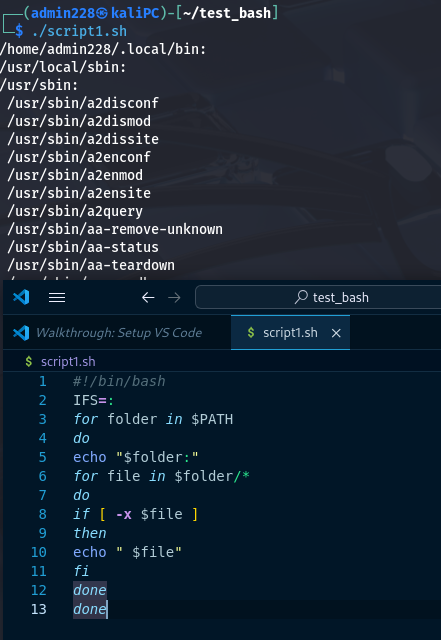 (admin228㉿kaliPC)-[~/test_bash]
$ ./script1.sh
/home/admin228/.local/bin:
/usr/local/sbin:
/usr/sbin:
/usr/sbin/a2disconf
/usr/sbin/a2dismod
/usr/sbin/a2dissite
/usr/sbin/a2enconf
/usr/sbin/a2enmod
/usr/sbin/a2ensite
/usr/sbin/a2query
/usr/sbin/aa-remove-unknown
/usr/sbin/aa-status
/usr/sbin/aa-teardown
test_bash
Walkthrough: Setup VS Code
$ script1.sh
$ script1.sh
1 #!/bin/bash
2 IFS=:
3 for folder in $PATH
4 do
5 echo "$folder:"
6 for file in $folder/*
7 do
8 if [ -x $file ]
9 then
10 echo " $file"
11 fi
12 done
13 done